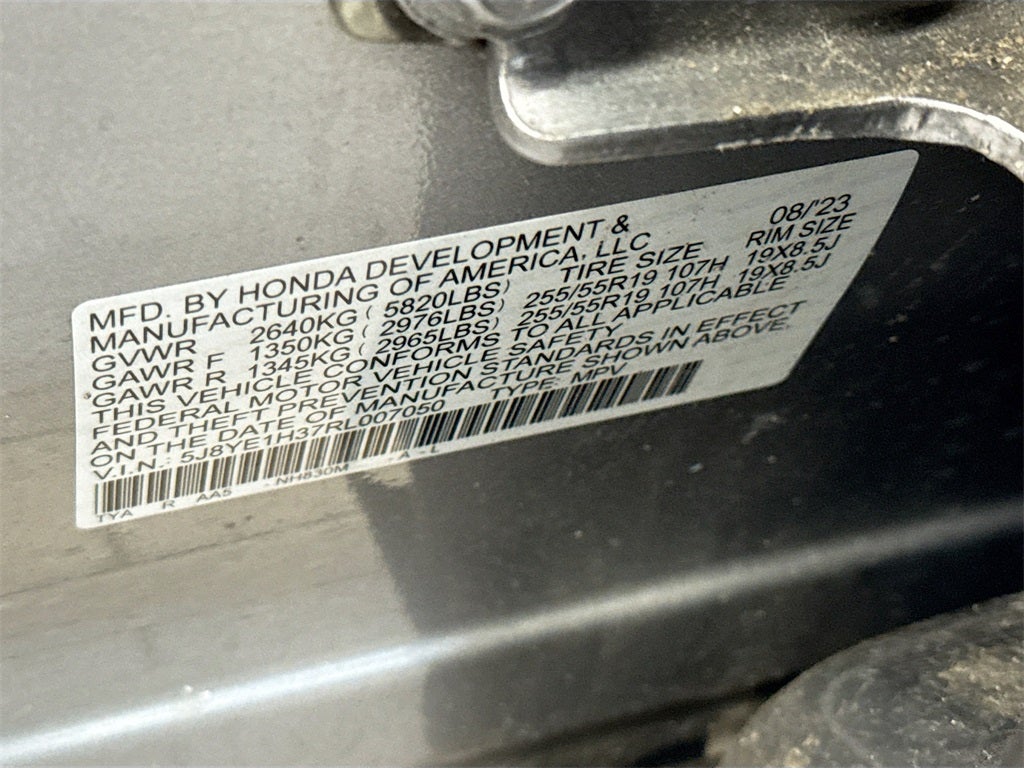 MFD. BY HONDA DEVELOPMENT & 08/'23
MANUFACTURING OF AMERICA, LLC RIM SIZE
GVWR 2640KG ( 5820LBS) TIRE SIZE 19X8.5J
GAWR F 1350KG ( 2976LBS) 255/55R19 107H 19X8.5J
GAWR R 1345KG ( 2965LBS) 255/55R19 107H
THIS VEHICLE CONFORMS TO ALL APPLICABLE
FEDERAL MOTOR VEHICLE SAFETY
AND THEFT PREVENTION STANDARDS IN EFFECT
ON THE DATE OF MANUFACTURE SHOWN ABOVE.
V.I.N.: 5J8YE1H37RL007050 TYPE: MPV
TYA R AA5 - NH830M A - L